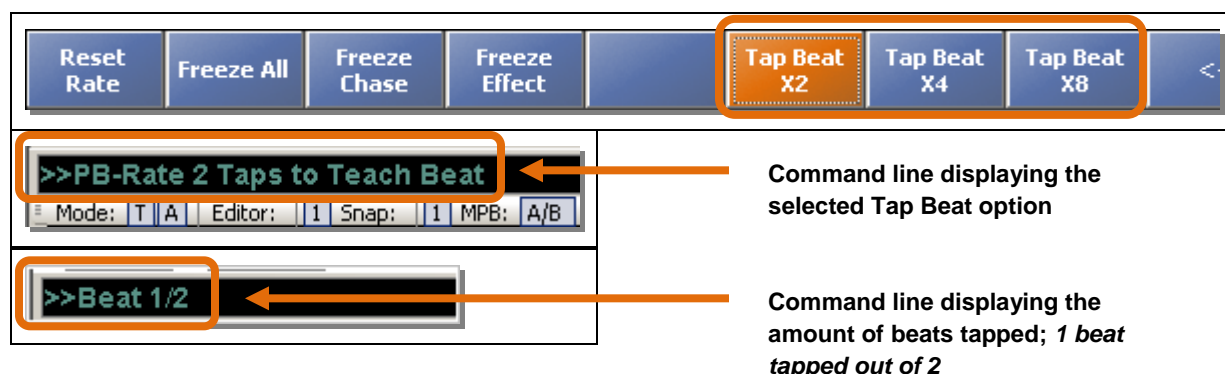 Reset Rate Freeze All Freeze Chase Freeze Effect Tap Beat X2 Tap Beat X4 Tap Beat X8 <-
>>PB-Rate 2 Taps to Teach Beat
Mode: T A Editor: 1 Snap: 1 MPB: A/B
Command line displaying the
selected Tap Beat option
>>Beat 1/2
Command line displaying the
amount of beats tapped; 1 beat
tapped out of 2